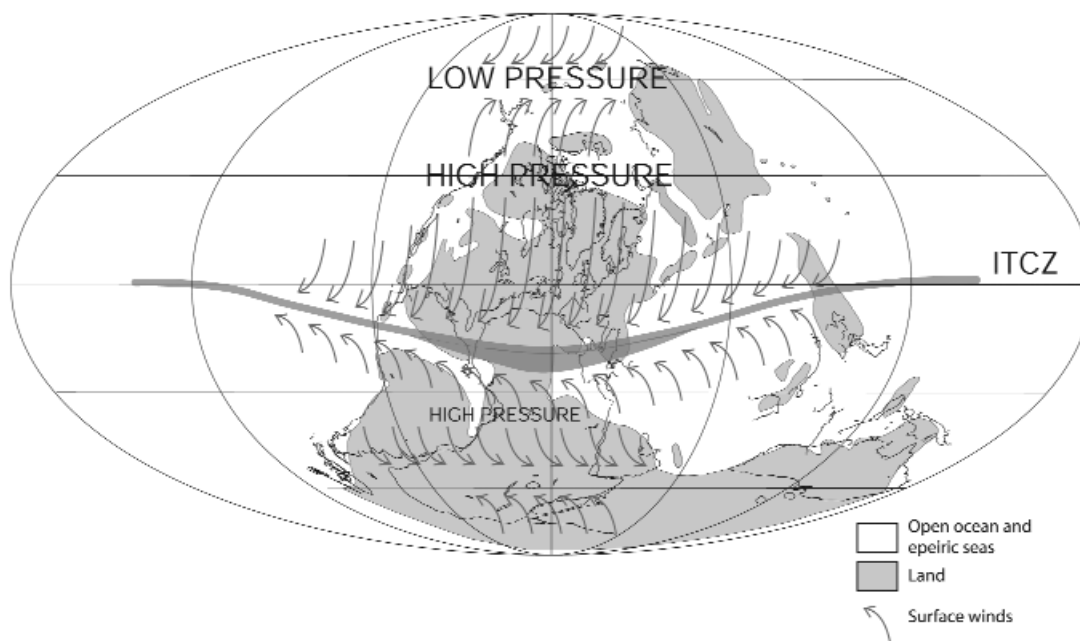 LOW PRESSURE
HIGH PRESSURE
ITCZ
HIGH PRESSURE
Open ocean and
epeiric seas
Land
Surface winds